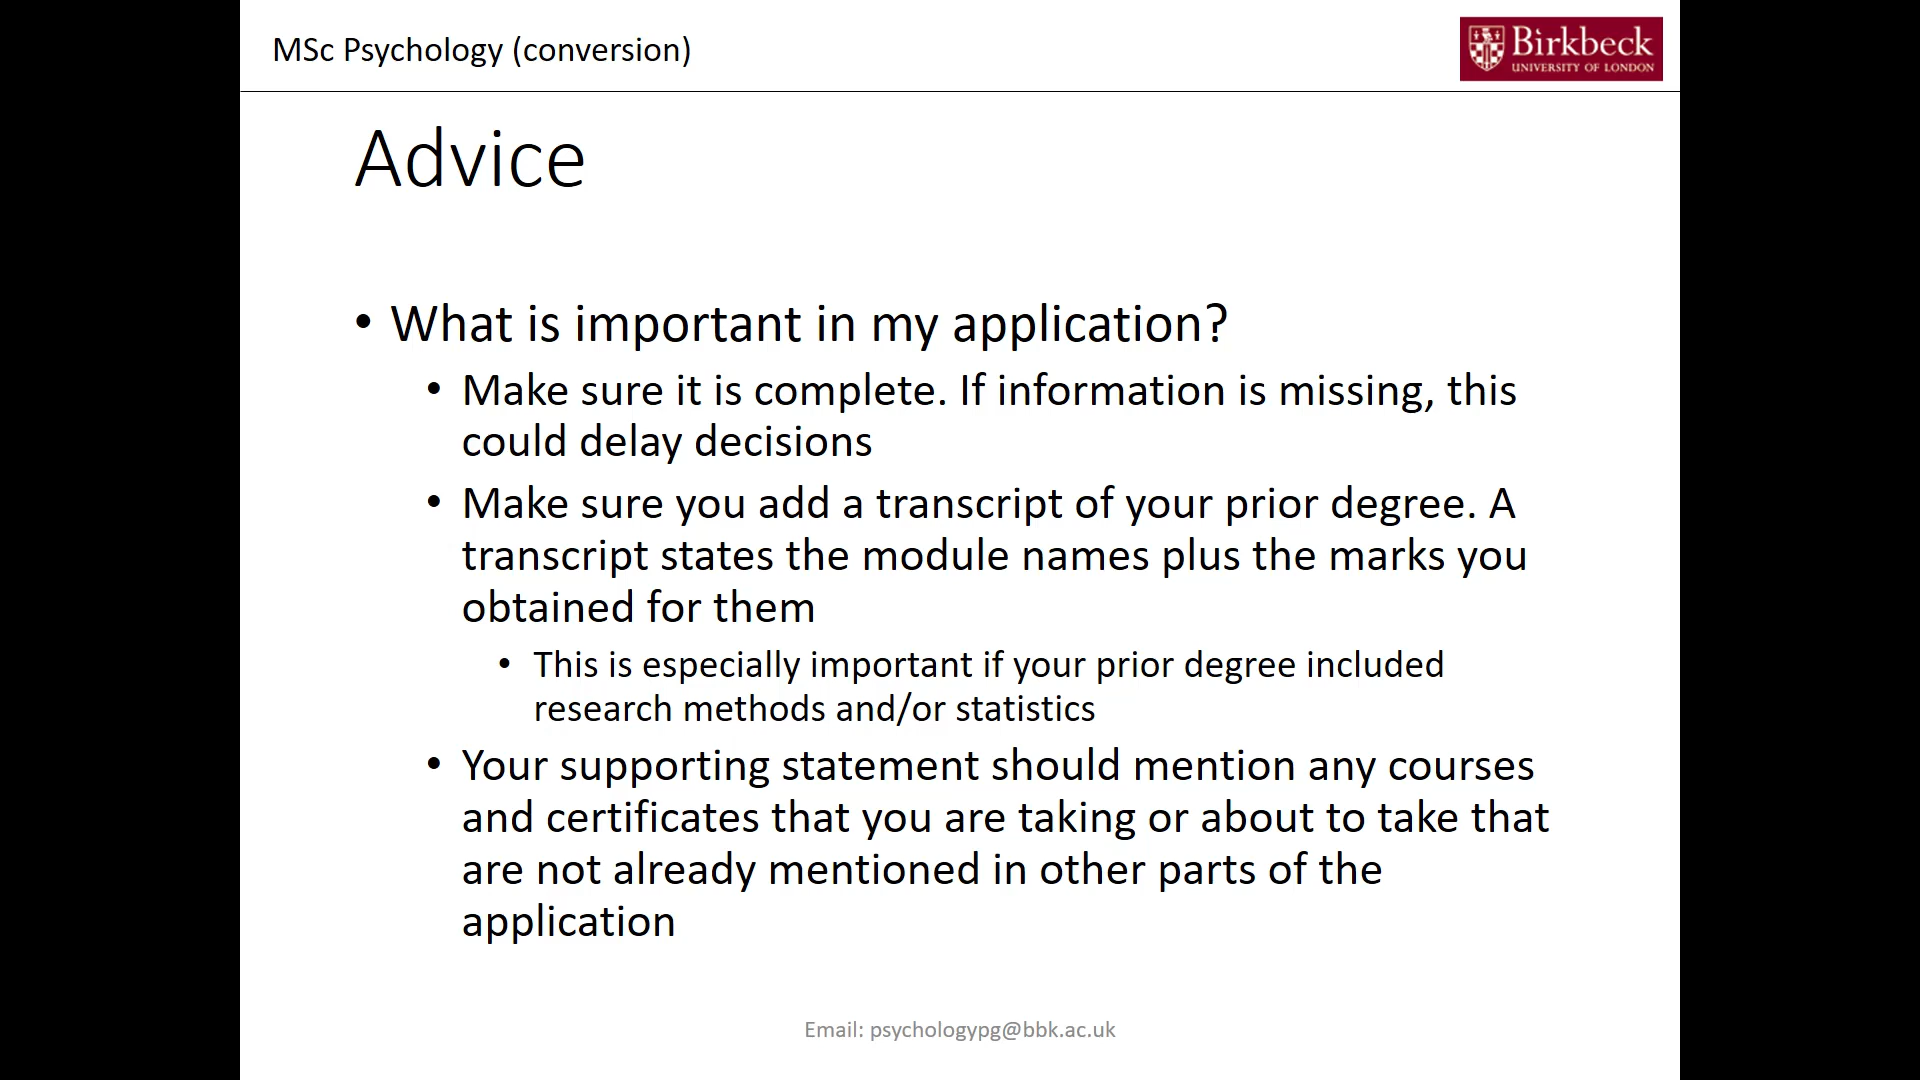 MSc Psychology (conversion)
Birkbeck
UNIVERSITY OF LONDON
Advice
• What is important in my application?
• Make sure it is complete. If information is missing, this
could delay decisions
• Make sure you add a transcript of your prior degree. A
transcript states the module names plus the marks you
obtained for them
• This is especially important if your prior degree included
research methods and/or statistics
• Your supporting statement should mention any courses
and certificates that you are taking or about to take that
are not already mentioned in other parts of the
application
Email: psychologypg@bbk.ac.uk